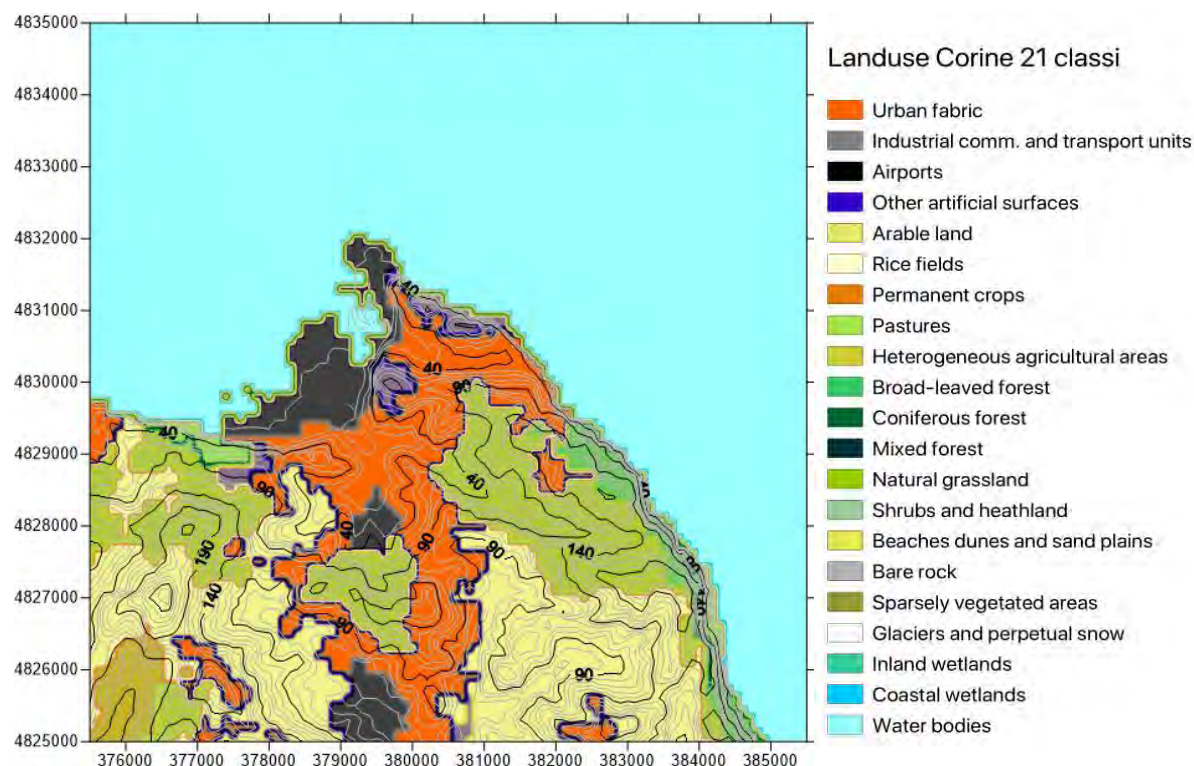 4835000
4834000
4833000
4832000
4831000
4830000
4829000
4828000
4827000
4826000
4825000
376000 377000 378000 379000 380000 381000 382000 383000 384000 385000
40
40
90
40
90
40
40
90
140
90
190
0
140
90
90
Landuse Corine 21 classi
Urban fabric
Industrial comm. and transport units
Airports
Other artificial surfaces
Arable land
Rice fields
Permanent crops
Pastures
Heterogeneous agricultural areas
Broad-leaved forest
Coniferous forest
Mixed forest
Natural grassland
Shrubs and heathland
Beaches dunes and sand plains
Bare rock
Sparsely vegetated areas
Glaciers and perpetual snow
Inland wetlands
Coastal wetlands
Water bodies